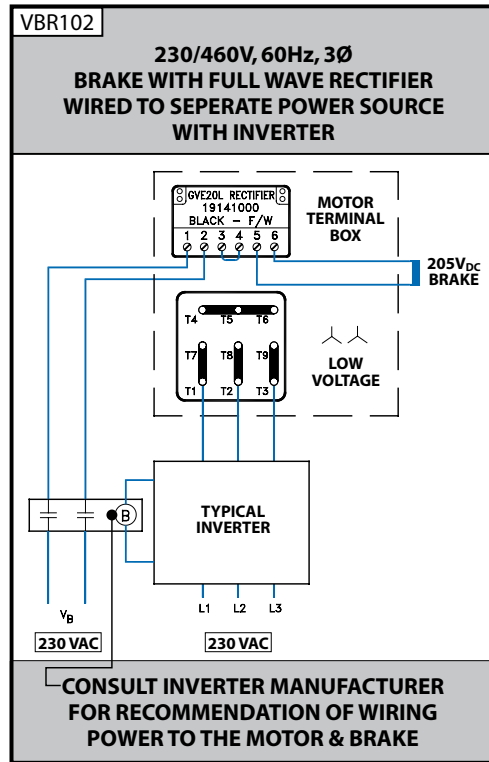 VBR102
230/460V, 60Hz, 3Ø
BRAKE WITH FULL WAVE RECTIFIER
WIRED TO SEPERATE POWER SOURCE
WITH INVERTER
GVE20L RECTIFIER
19141000
BLACK - F/W
1 2 3 4 5 6
MOTOR
TERMINAL
BOX
205VDC
BRAKE
T4 T5 T6
T7 T8 T9
T1 T2 T3
LOW
VOLTAGE
B
TYPICAL
INVERTER
L1 L2 L3
VB
230 VAC
230 VAC
CONSULT INVERTER MANUFACTURER
FOR RECOMMENDATION OF WIRING
POWER TO THE MOTOR & BRAKE